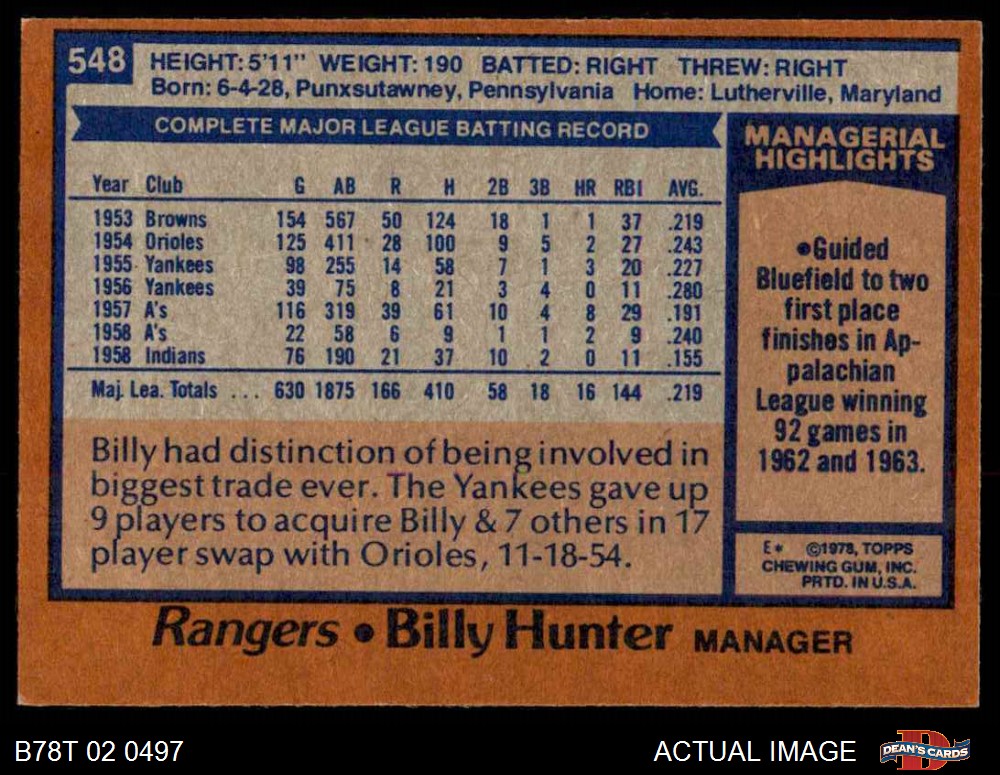 548
HEIGHT: 5'11" WEIGHT: 190 BATTED: RIGHT THREW: RIGHT
Born: 6-4-28, Punxsutawney, Pennsylvania Home: Lutherville, Maryland
COMPLETE MAJOR LEAGUE BATTING RECORD
Year Club G AB R H 2B 3B HR RBI AVG.
1953 Browns 154 567 50 124 18 1 1 37 .219
1954 Orioles 125 411 28 100 9 5 2 27 .243
1955 Yankees 98 255 14 58 7 1 3 20 .227
1956 Yankees 39 75 8 21 3 4 0 11 .280
1957 A's 116 319 39 61 10 4 8 29 .191
1958 A's 22 58 6 9 1 1 2 9 .240
1958 Indians 76 190 21 37 10 2 0 11 .155
Maj. Lea. Totals ... 630 1875 166 410 58 18 16 144 .219
Billy had distinction of being involved in
biggest trade ever. The Yankees gave up
9 players to acquire Billy & 7 others in 17
player swap with Orioles, 11-18-54.
MANAGERIAL
HIGHLIGHTS
•Guided
Bluefield to two
first place
finishes in Ap-
palachian
League winning
92 games in
1962 and 1963.
E* ©1978, TOPPS
CHEWING GUM, INC.
PRTD. IN U.S.A.
Rangers • Billy Hunter MANAGER
B78T 02 0497
ACTUAL IMAGE
D
DEAN'S CARDS